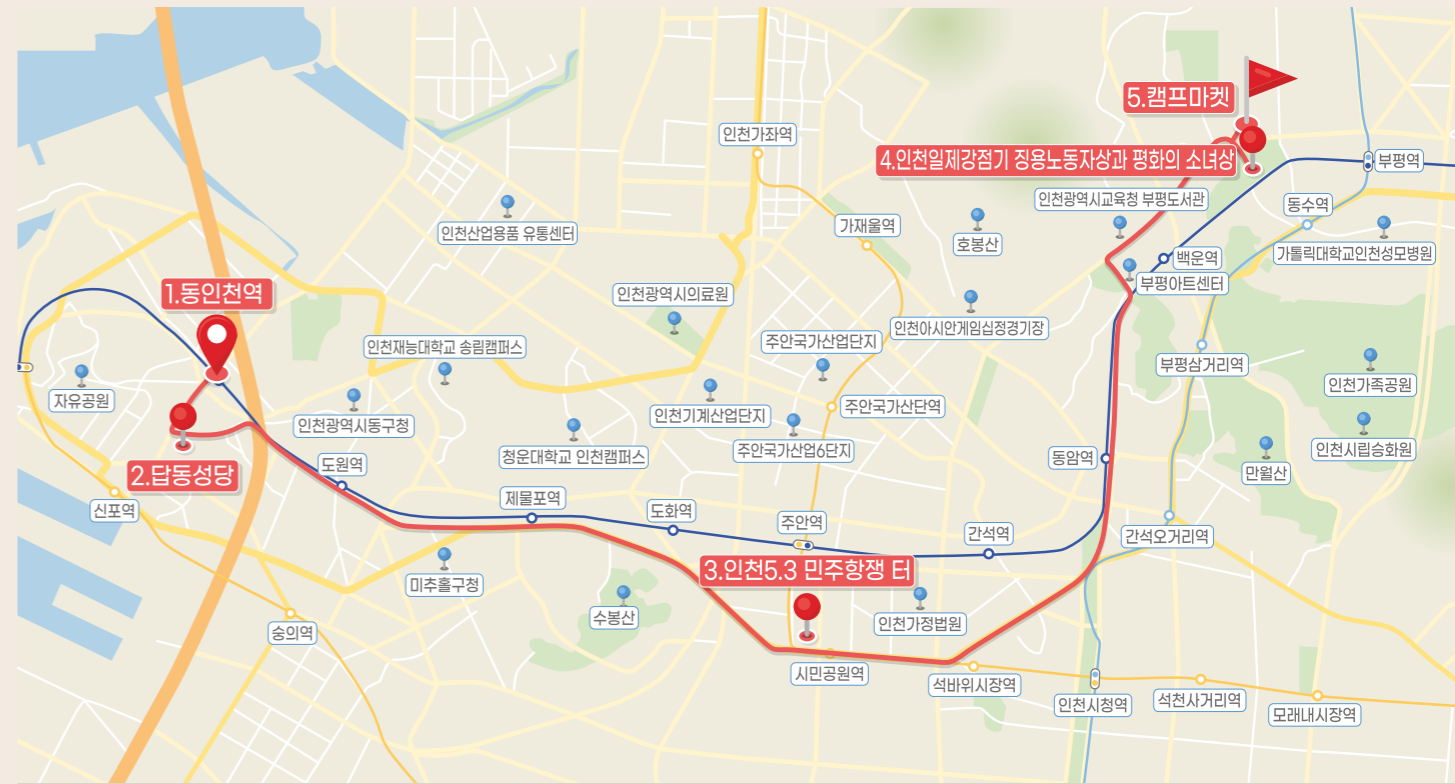 5.캠프마켓
인천가좌역
4.인천일제강점기 징용노동자상과 평화의 소녀상
부평역
인천광역시교육청 부평도서관
동수역
인천산업용품 유통센터
가재울역
호봉산
가톨릭대학교인천성모병원
백운역
부평아트센터
1.동인천역
인천광역시의료원
인천아시안게임십정경기장
인천재능대학교 송림캠퍼스
주안국가산업단지
부평삼거리역
인천가족공원
자유공원
인천광역시동구청
인천기계산업단지
주안국가산단역
청운대학교 인천캠퍼스
주안국가산업6단지
동암역
인천시립승화원
만월산
2.답동성당
도원역
신포역
제물포역
도화역
주안역
간석역
간석오거리역
3.인천5.3 민주항쟁 터
미추홀구청
수봉산
인천가정법원
숭의역
시민공원역
석바위시장역
인천시청역
석천사거리역
모래내시장역